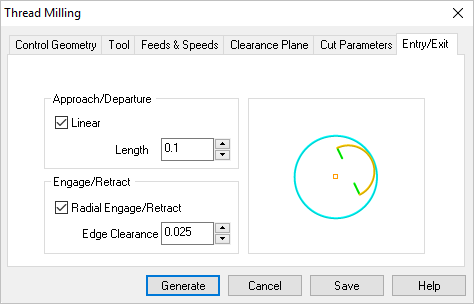 Thread Milling
Control Geometry Tool Feeds & Speeds Clearance Plane Cut Parameters Entry/Exit
Approach/Departure
Linear
Length 0.1
Engage/Retract
Radial Engage/Retract
Edge Clearance 0.025
Generate Cancel Save Help